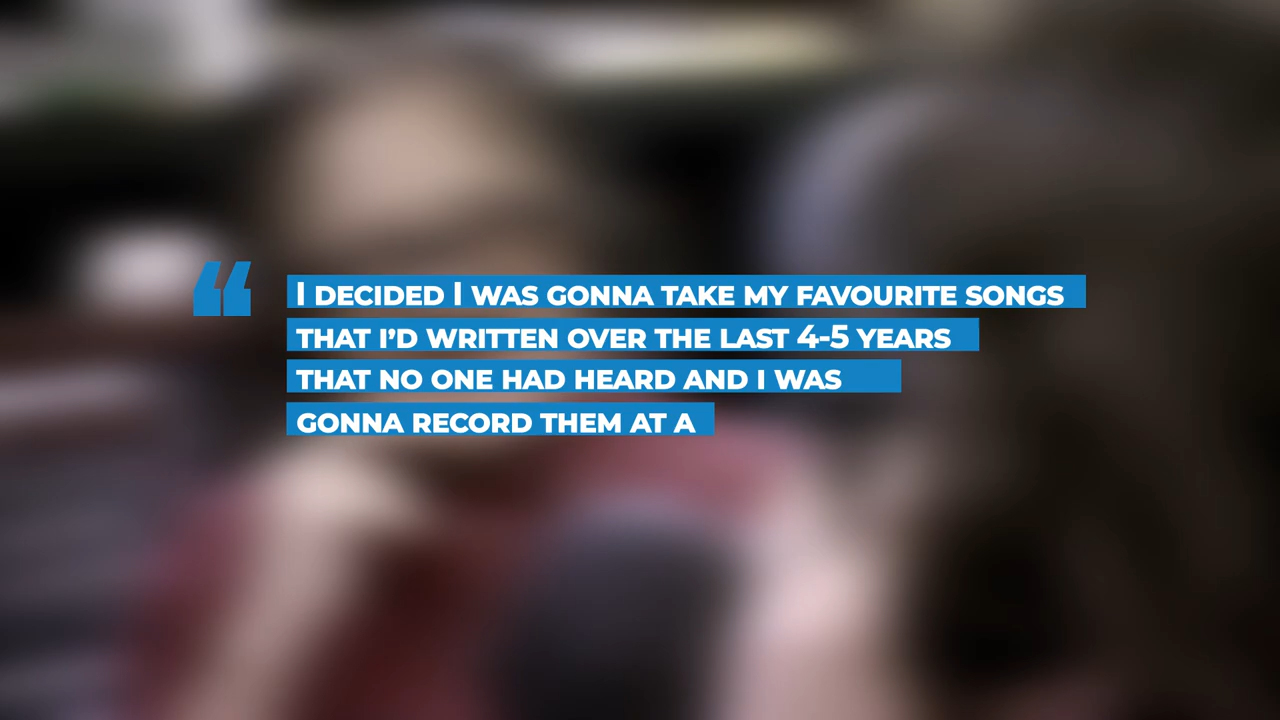 “
I DECIDED I WAS GONNA TAKE MY FAVOURITE SONGS
THAT I’D WRITTEN OVER THE LAST 4-5 YEARS
THAT NO ONE HAD HEARD AND I WAS
GONNA RECORD THEM AT A